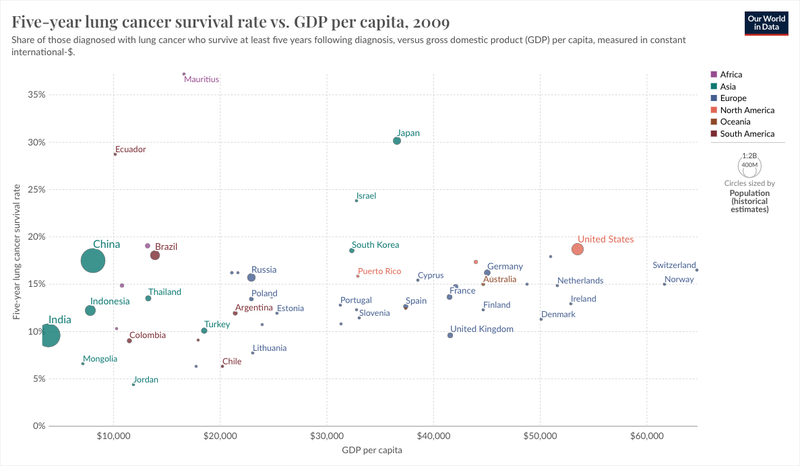 Five-year lung cancer survival rate vs. GDP per capita, 2009
Share of those diagnosed with lung cancer who survive at least five years following diagnosis, versus gross domestic product (GDP) per capita, measured in constant
international-$.
Our World
in Data
Mauritius
35%
Africa
Asia
Europe
North America
Oceania
South America
1:2B
400M
Circles sized by
Population
(historical
estimates)
30%
Japan
Ecuador
25%
Israel
20%
China
Brazil
South Korea
United States
Russia
Puerto Rico
Cyprus
Germany
Switzerland
15%
Australia
Netherlands
Norway
Indonesia
Thailand
Poland
France
Argentina
Estonia
Portugal
Spain
Slovenia
Finland
Ireland
Denmark
India
10%
Colombia
Turkey
United Kingdom
Lithuania
Mongolia
Chile
5%
Jordan
0%
$10,000
$20,000
$30,000
$40,000
$50,000
$60,000
GDP per capita
Five-year lung cancer survival rate